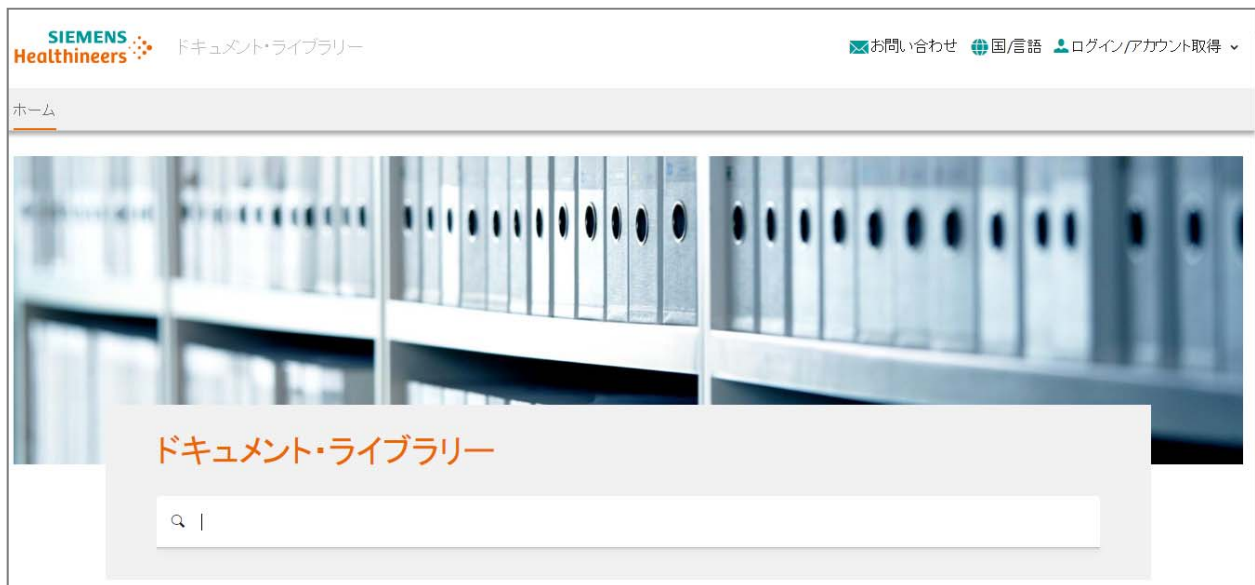 SIEMENS
Healthineers
ドキュメント・ライブラリー
お問い合わせ 国/言語 ログイン/アカウント取得
ホーム
ドキュメント・ライブラリー